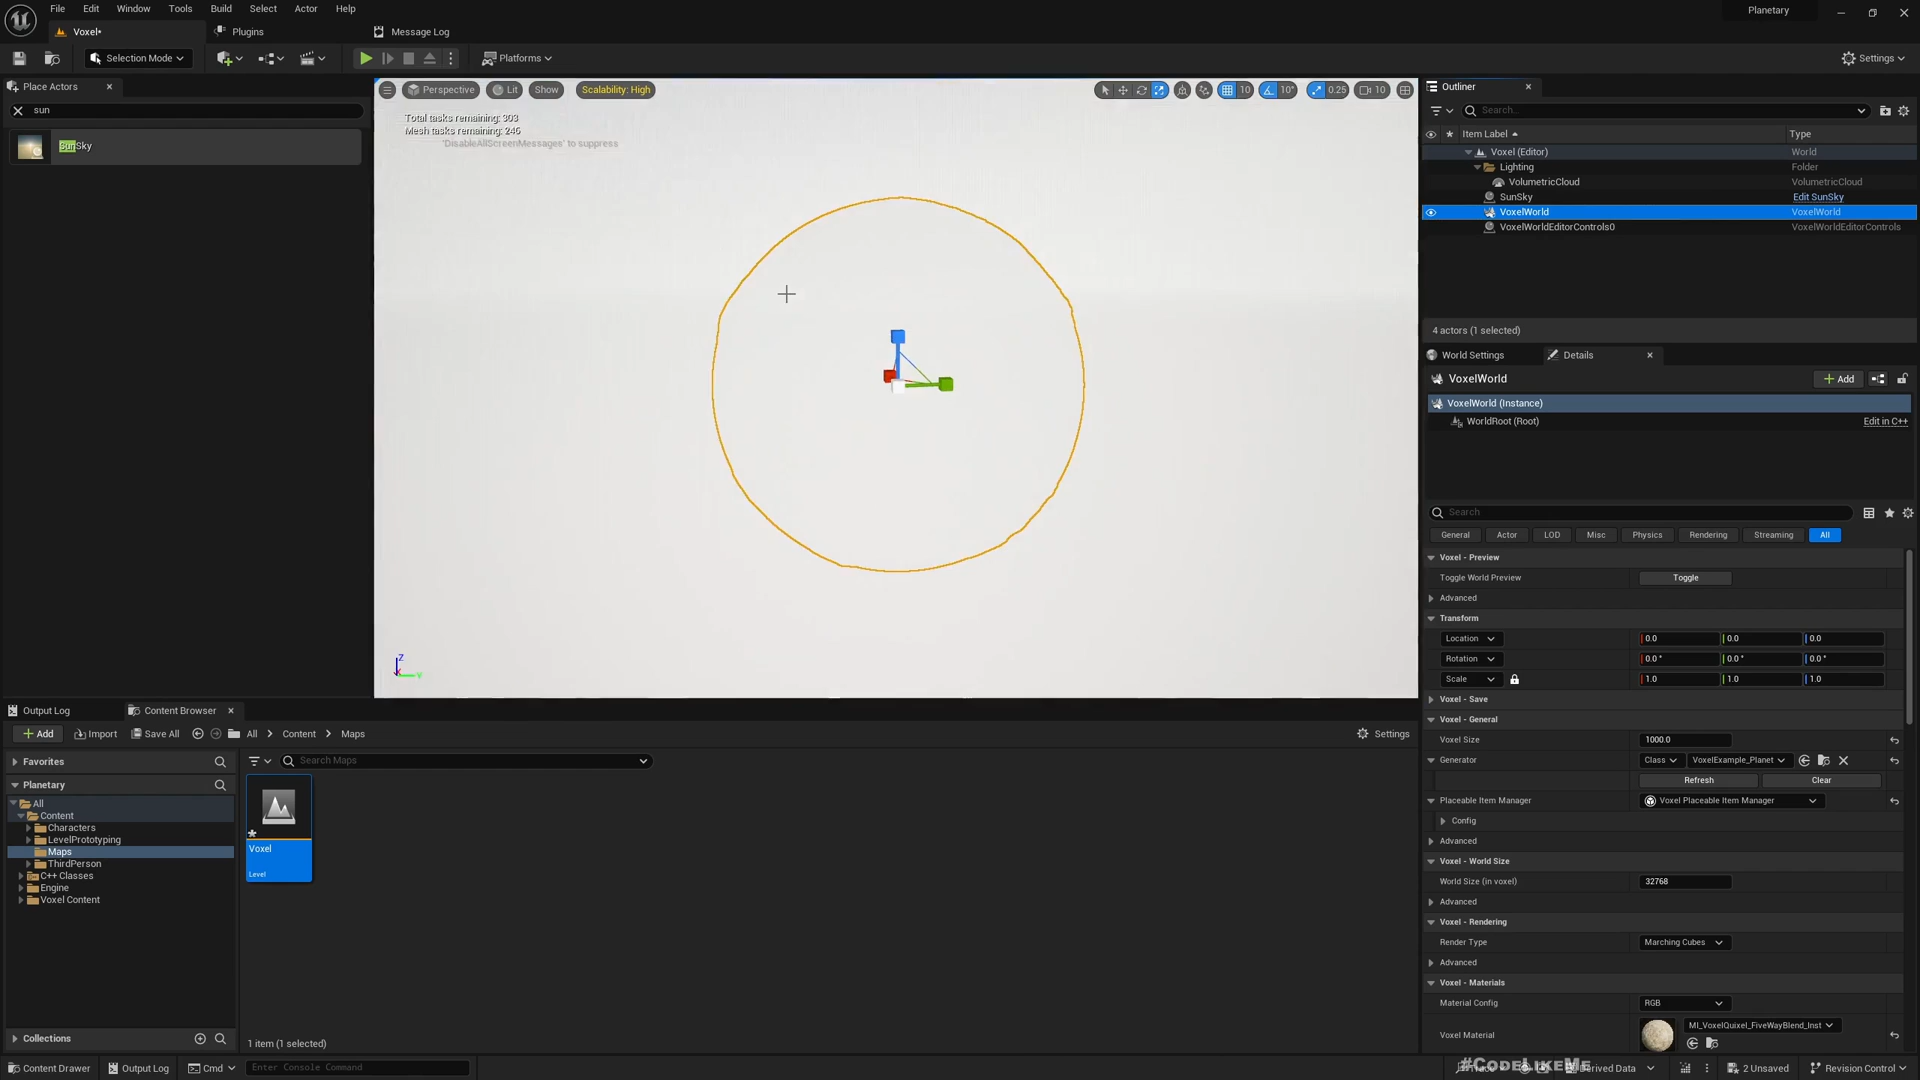 File Edit Window Tools Build Select Actor Help
Planetary
Voxel*
Plugins
Message Log
Selection Mode
Platforms
Settings
Place Actors
sun
SunSky
Perspective Lit Show Scalability: High
10 10° 0.25 10
Total tasks remaining: 303
Mesh tasks remaining: 246
'DisableAllScreenMessages' to suppress
Z
Y
Outliner
Search...
Item Label Type
Voxel (Editor) World
Lighting Folder
VolumetricCloud VolumetricCloud
SunSky Edit SunSky
VoxelWorld VoxelWorld
VoxelWorldEditorControls0 VoxelWorldEditorControls
4 actors (1 selected)
World Settings Details
VoxelWorld
Add
VoxelWorld (Instance)
WorldRoot (Root) Edit in C++
Search
General Actor LOD Misc Physics Rendering Streaming All
Voxel - Preview
Toggle World Preview Toggle
Advanced
Transform
Location 0.0 0.0 0.0
Rotation 0.0 ° 0.0 ° 0.0 °
Scale 1.0 1.0 1.0
Voxel - Save
Voxel - General
Voxel Size 1000.0
Generator Class VoxelExample_Planet
Refresh Clear
Placeable Item Manager Voxel Placeable Item Manager
Config
Advanced
Voxel - World Size
World Size (in voxel) 32768
Advanced
Voxel - Rendering
Render Type Marching Cubes
Advanced
Voxel - Materials
Material Config RGB
Voxel Material MI_VoxelQuixel_FiveWayBlend_Inst
Output Log
Content Browser
Add Import Save All All Content Maps
Settings
Favorites
Search Maps
Planetary
All
Content
Characters
LevelPrototyping
Maps
ThirdPerson
C++ Classes
Engine
Voxel Content
Voxel
Level
Collections
1 item (1 selected)
Content Drawer Output Log Cmd Enter Console Command
#CodeLikeMe
Derived Data 2 Unsaved Revision Control